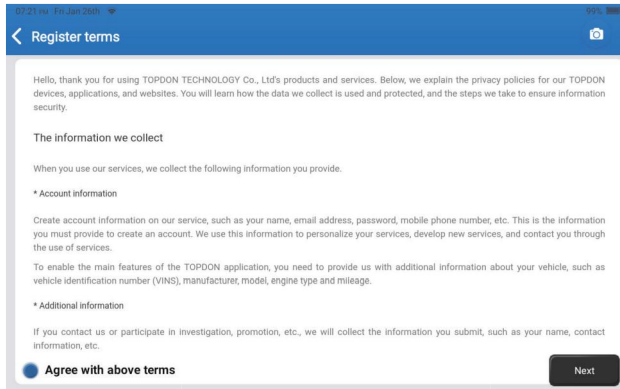 07:21 PM Fri Jan 26th 99%
Register terms
Hello, thank you for using TOPDON TECHNOLOGY Co., Ltd's products and services. Below, we explain the privacy policies for our TOPDON
devices, applications, and websites. You will learn how the data we collect is used and protected, and the steps we take to ensure information
security.
The information we collect
When you use our services, we collect the following information you provide.
* Account information
Create account information on our service, such as your name, email address, password, mobile phone number, etc. This is the information
you must provide to create an account. We use this information to personalize your services, develop new services, and contact you through
the use of services.
To enable the main features of the TOPDON application, you need to provide us with additional information about your vehicle, such as
vehicle identification number (VINS), manufacturer, model, engine type and mileage.
* Additional information
If you contact us or participate in investigation, promotion, etc., we will collect the information you submit, such as your name, contact
information, etc.
Agree with above terms
Next